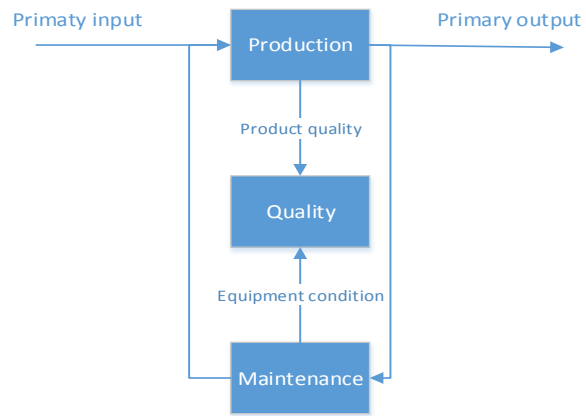 Primaty input
Primary output
Production
Product quality
Quality
Equipment condition
Maintenance